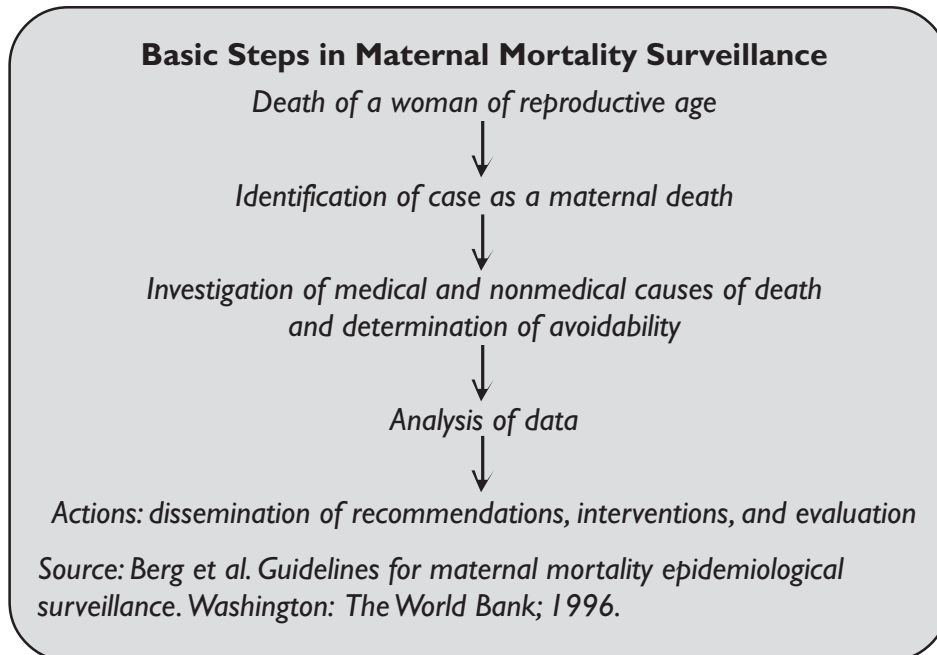 Basic Steps in Maternal Mortality Surveillance
Death of a woman of reproductive age
Identification of case as a maternal death
Investigation of medical and nonmedical causes of death
and determination of avoidability
Analysis of data
Actions: dissemination of recommendations, interventions, and evaluation
Source: Berg et al. Guidelines for maternal mortality epidemiological
surveillance. Washington: The World Bank; 1996.